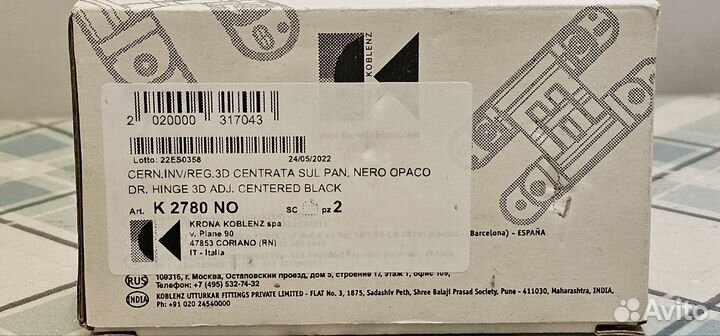 KOBLENZ
2 020000 317043
Lotto: 22ES0358 24/05/2022
CERN.INV/REG.3D CENTRATA SUL PAN. NERO OPACO
DR. HINGE 3D ADJ. CENTERED BLACK
Art. K 2780 NO SC pz 2
KRONA KOBLENZ spa
v. Piane 90
47853 CORIANO (RN)
IT - Italia
Barcelona) - ESPAÑA
RUS 109316, г. Москва, Остаповский проезд, дом 5, строение 17, этаж 1, офис 109,
Телефон: +7 (495) 532-74-32
INDIA KOBLENZ UTTURKAR FITTINGS PRIVATE LIMITED - FLAT No. 3, 1875, Sadashiv Peth, Shree Balaji Prasad Society, Pune - 411030, Maharashtra, INDIA,
Ph: +91 020 24540000
Avito